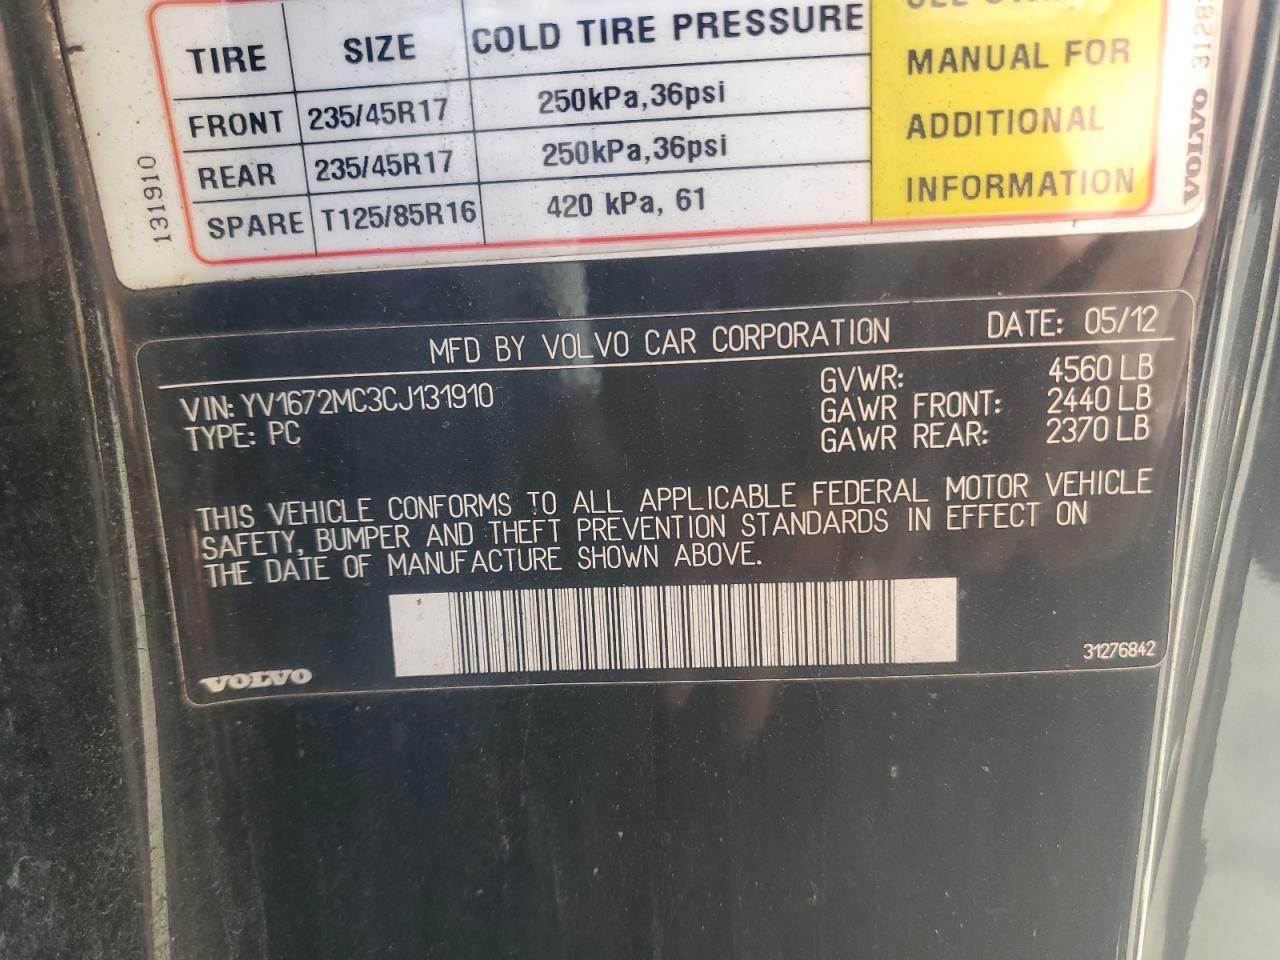 TIRE SIZE COLD TIRE PRESSURE
FRONT 235/45R17 250kPa,36psi
REAR 235/45R17 250kPa,36psi
SPARE T125/85R16 420 kPa, 61
MANUAL FOR
ADDITIONAL
INFORMATION
131910
VOLVO
MFD BY VOLVO CAR CORPORATION DATE: 05/12
VIN: YV1672MC3CJ131910 GVWR: 4560 LB
TYPE: PC GAWR FRONT: 2440 LB
GAWR REAR: 2370 LB
THIS VEHICLE CONFORMS TO ALL APPLICABLE FEDERAL MOTOR VEHICLE
SAFETY, BUMPER AND THEFT PREVENTION STANDARDS IN EFFECT ON
THE DATE OF MANUFACTURE SHOWN ABOVE.
VOLVO
31276842